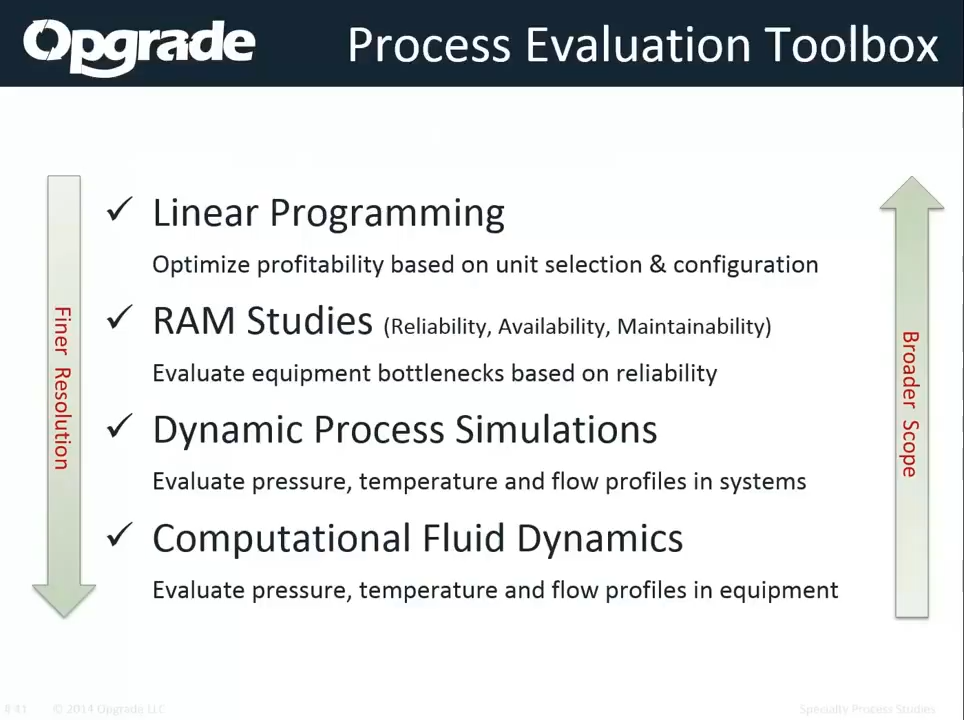 Opgrade
Process Evaluation Toolbox
Linear Programming
Optimize profitability based on unit selection & configuration
RAM Studies (Reliability, Availability, Maintainability)
Evaluate equipment bottlenecks based on reliability
Dynamic Process Simulations
Evaluate pressure, temperature and flow profiles in systems
Computational Fluid Dynamics
Evaluate pressure, temperature and flow profiles in equipment
Finer Resolution
Broader Scope
# 41 © 2014 Opgrade LLC
Specialty Process Studies